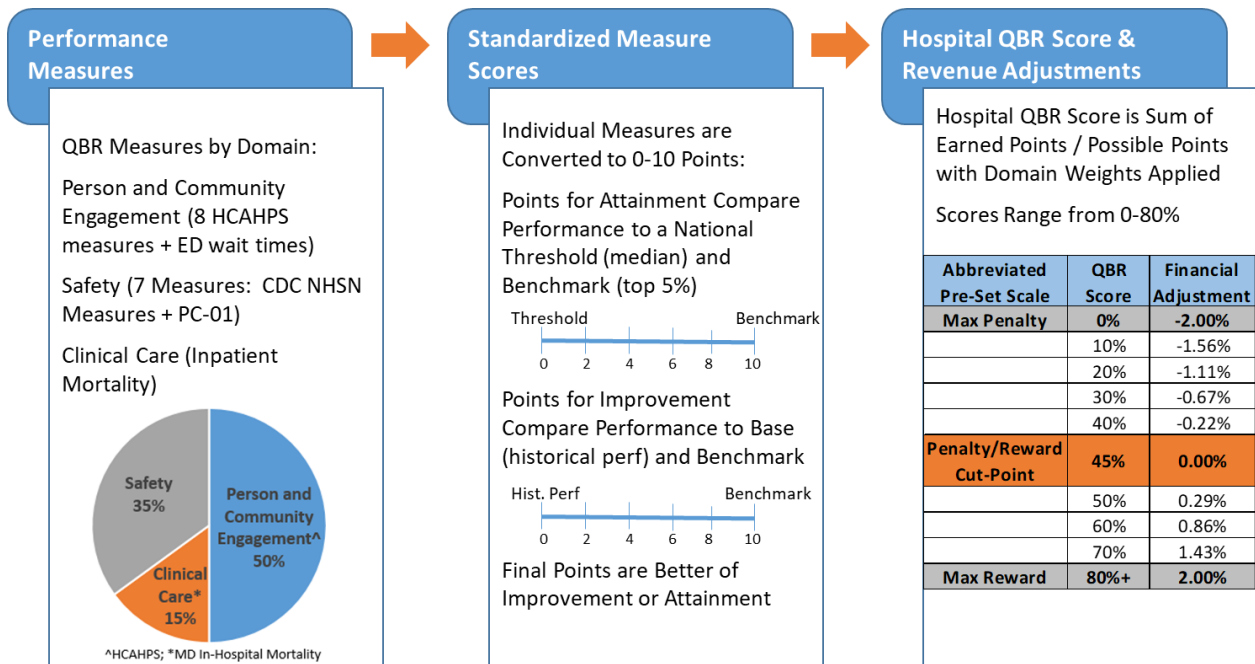 Performance
Measures
QBR Measures by Domain:
Person and Community
Engagement (8 HCAHPS
measures + ED wait times)
Safety (7 Measures:  CDC NHSN
Measures + PC-01)
Clinical Care (Inpatient
Mortality)
Safety
35%
Person and
Community
Engagement^
50%
Clinical
Care*
15%
^HCAHPS; *MD In-Hospital Mortality
Standardized Measure
Scores
Individual Measures are
Converted to 0-10 Points:
Points for Attainment Compare
Performance to a National
Threshold (median) and
Benchmark (top 5%)
Threshold Benchmark
0 2 4 6 8 10
Points for Improvement
Compare Performance to Base
(historical perf) and Benchmark
Hist. Perf Benchmark
0 2 4 6 8 10
Final Points are Better of
Improvement or Attainment
Hospital QBR Score &
Revenue Adjustments
Hospital QBR Score is Sum of
Earned Points / Possible Points
with Domain Weights Applied
Scores Range from 0-80%
Abbreviated QBR Financial
Pre-Set Scale Score Adjustment
Max Penalty 0% -2.00%
10% -1.56%
20% -1.11%
30% -0.67%
40% -0.22%
Penalty/Reward
Cut-Point 45% 0.00%
50% 0.29%
60% 0.86%
70% 1.43%
Max Reward 80%+ 2.00%